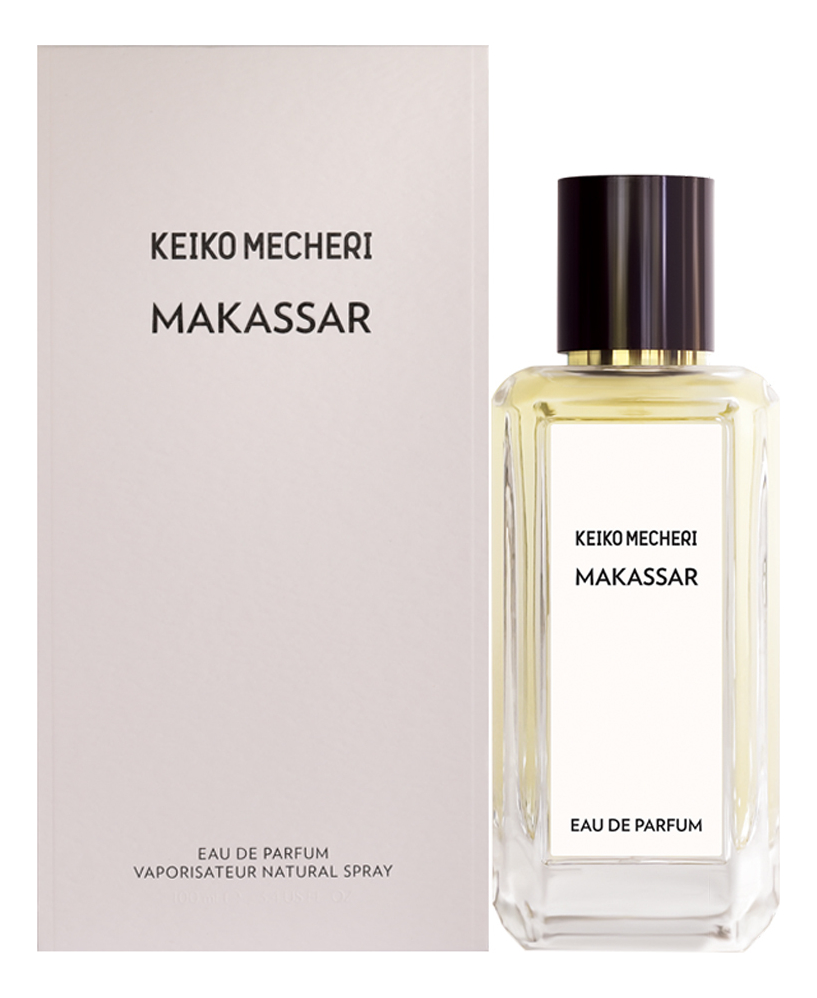 KEIKO MECHERI
MAKASSAR
EAU DE PARFUM
VAPORISATEUR NATURAL SPRAY
KEIKO MECHERI
MAKASSAR
EAU DE PARFUM